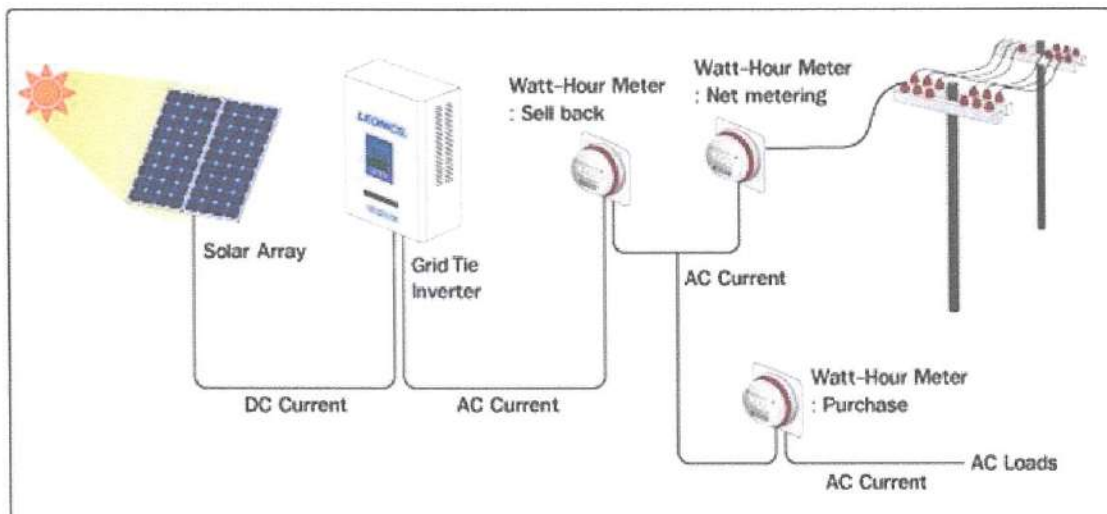 Watt-Hour Meter
: Sell back
Watt-Hour Meter
: Net metering
LEONICS
Solar Array
Grid Tie
Inverter
AC Current
DC Current
AC Current
Watt-Hour Meter
: Purchase
AC Loads
AC Current